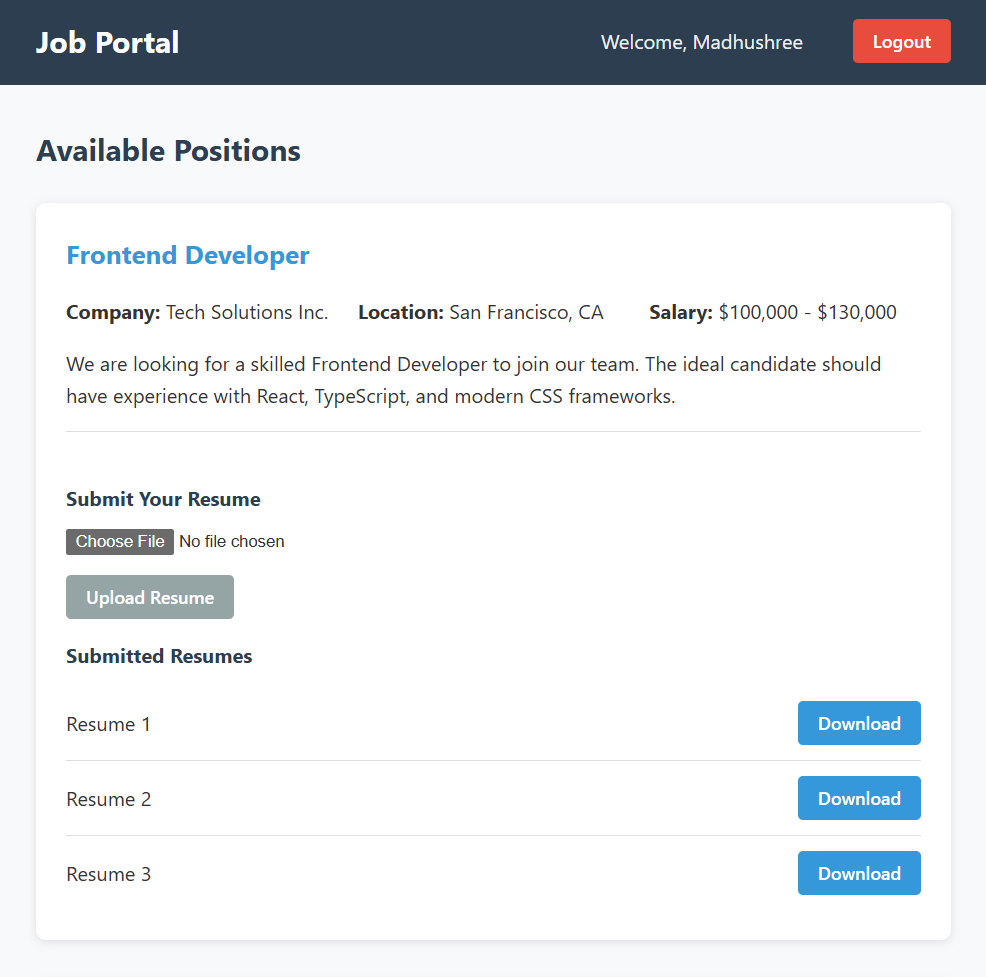 Job Portal
Welcome, Madhushree
Logout
Available Positions
Frontend Developer
Company: Tech Solutions Inc. Location: San Francisco, CA Salary: $100,000 - $130,000
We are looking for a skilled Frontend Developer to join our team. The ideal candidate should
have experience with React, TypeScript, and modern CSS frameworks.
Submit Your Resume
Choose File No file chosen
Upload Resume
Submitted Resumes
Resume 1 Download
Resume 2 Download
Resume 3 Download